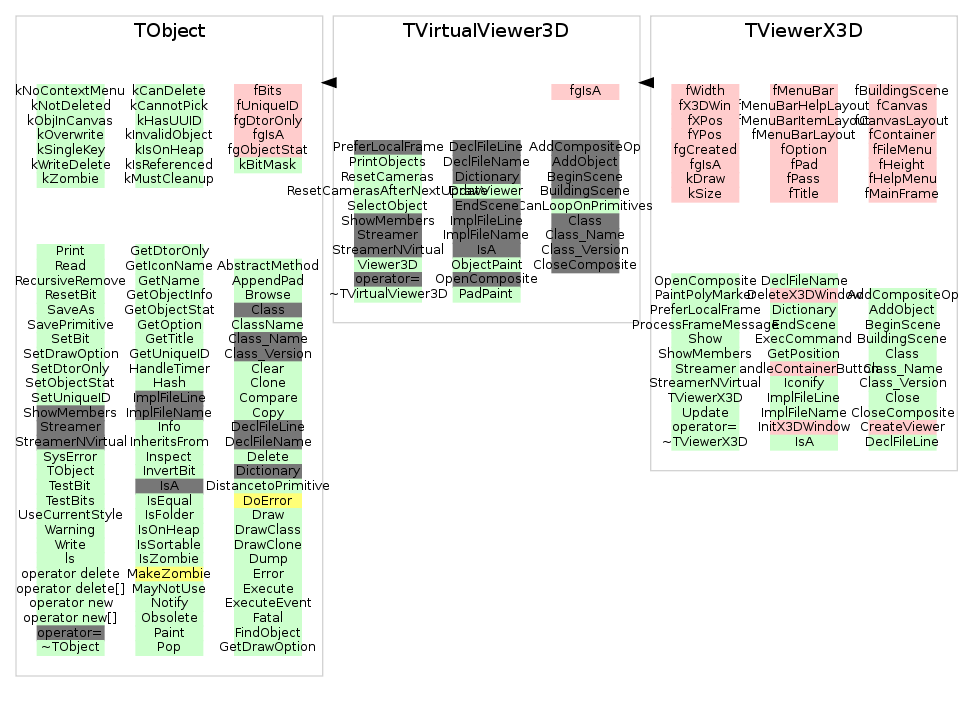 TObject
kNoContextMenu kCanDelete fBits
kNotDeleted kCannotPick fUniqueID
kObjInCanvas kHasUUID fgDtorOnly
kOverwrite kInvalidObject fgIsA
kSingleKey kIsOnHeap fgObjectStat
kWriteDelete kIsReferenced kBitMask
kZombie kMustCleanup
Print GetDtorOnly
Read GetIconName AbstractMethod
RecursiveRemove GetName AppendPad
ResetBit GetObjectInfo Browse
SaveAs GetObjectStat Class
SavePrimitive GetOption ClassName
SetBit GetTitle Class_Name
SetDrawOption GetUniqueID Class_Version
SetDtorOnly HandleTimer Clear
SetObjectStat Hash Clone
SetUniqueID ImplFileLine Compare
ShowMembers ImplFileName Copy
Streamer Info DeclFileLine
StreamerNVirtual InheritsFrom DeclFileName
SysError Inspect Delete
TObject InvertBit Dictionary
TestBit IsA DistancetoPrimitive
TestBits IsEqual DoError
UseCurrentStyle IsFolder Draw
Warning IsOnHeap DrawClass
Write IsSortable DrawClone
ls IsZombie Dump
operator delete MakeZombie Error
operator delete[] MayNotUse Execute
operator new Notify ExecuteEvent
operator new[] Obsolete Fatal
operator= Paint FindObject
~TObject Pop GetDrawOption
TVirtualViewer3D
fgIsA
PreferLocalFrame DeclFileLine AddCompositeOp
PrintObjects DeclFileName AddObject
ResetCameras Dictionary BeginScene
ResetCamerasAfterNextUpdate DrawViewer BuildingScene
SelectObject EndScene CanLoopOnPrimitives
ShowMembers ImplFileLine Class
Streamer ImplFileName Class_Name
StreamerNVirtual IsA Class_Version
Viewer3D ObjectPaint CloseComposite
operator= OpenComposite
~TVirtualViewer3D PadPaint
TViewerX3D
fWidth fMenuBar fBuildingScene
fX3DWin fMenuBarHelpLayout fCanvas
fXPos fMenuBarItemLayout fCanvasLayout
fYPos fMenuBarLayout fContainer
fgCreated fOption fFileMenu
fgIsA fPad fHeight
kDraw fPass fHelpMenu
kSize fTitle fMainFrame
OpenComposite DeclFileName
PaintPolyMarker DeleteX3DWindow AddCompositeOp
PreferLocalFrame Dictionary AddObject
ProcessFrameMessage EndScene BeginScene
Show ExecCommand BuildingScene
ShowMembers GetPosition Class
Streamer andleContainerButton Class_Name
StreamerNVirtual Iconify Class_Version
TViewerX3D ImplFileLine Close
Update ImplFileName CloseComposite
operator= InitX3DWindow CreateViewer
~TViewerX3D IsA DeclFileLine